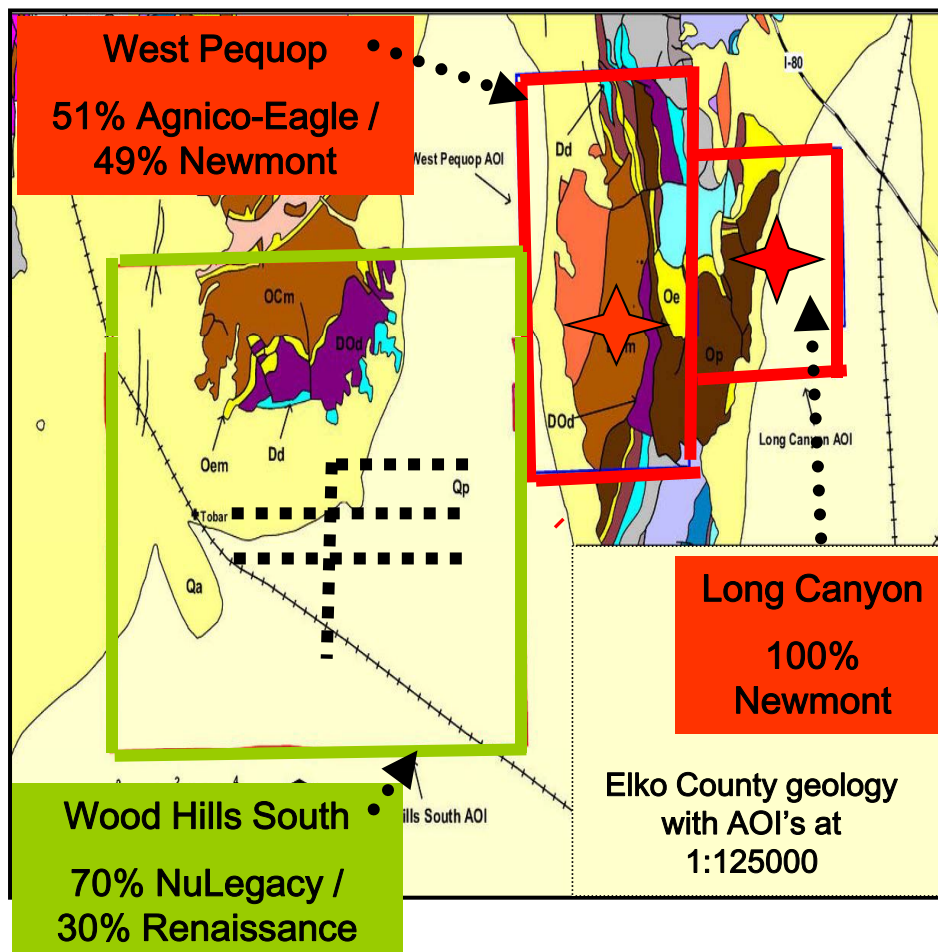 West Pequop
51% Agnico-Eagle /
49% Newmont
I-80
West Pequop AOI
Dd
OCm
DOd
Oe
Op
DOd
Oem
Dd
Long Canyon AOI
Qp
Tobar
Qa
Long Canyon
100%
Newmont
Elko County geology
with AOI's at
1:125000
2
4
Wood Hills South
ills South AOI
70% NuLegacy /
30% Renaissance